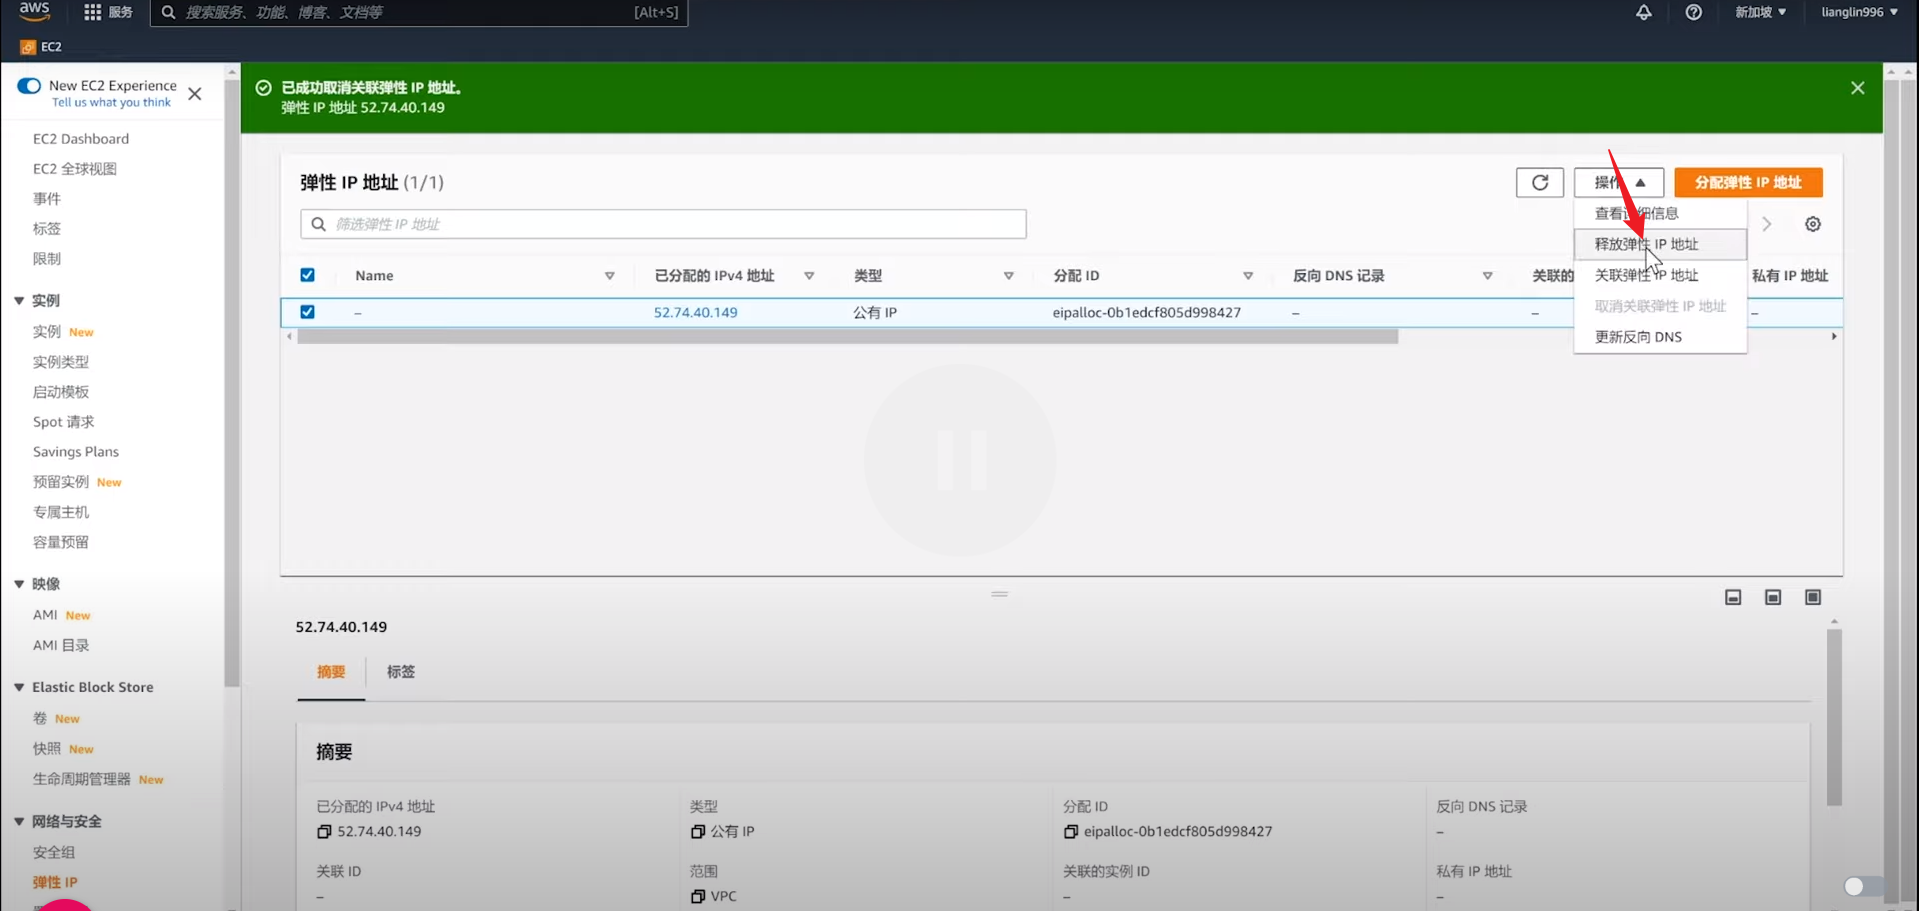 aws
服务
搜索服务、功能、博客、文档等
[Alt+S]
新加坡
lianglin996
EC2
New EC2 Experience
Tell us what you think
EC2 Dashboard
EC2 全球视图
事件
标签
限制
实例
实例 New
实例类型
启动模板
Spot 请求
Savings Plans
预留实例 New
专属主机
容量预留
映像
AMI New
AMI 目录
Elastic Block Store
卷 New
快照 New
生命周期管理器 New
网络与安全
安全组
弹性 IP
已成功取消关联弹性 IP 地址。
弹性 IP 地址 52.74.40.149
弹性 IP 地址 (1/1)
操作
分配弹性 IP 地址
筛选弹性 IP 地址
查看详细信息
释放弹性 IP 地址
关联弹性 IP 地址
取消关联弹性 IP 地址
更新反向 DNS
Name
已分配的 IPv4 地址
类型
分配 ID
反向 DNS 记录
关联的
私有 IP 地址
–
52.74.40.149
公有 IP
eipalloc-0b1edcf805d998427
–
–
–
52.74.40.149
摘要
标签
摘要
已分配的 IPv4 地址
52.74.40.149
类型
公有 IP
分配 ID
eipalloc-0b1edcf805d998427
反向 DNS 记录
–
关联 ID
–
范围
VPC
关联的实例 ID
–
私有 IP 地址
–